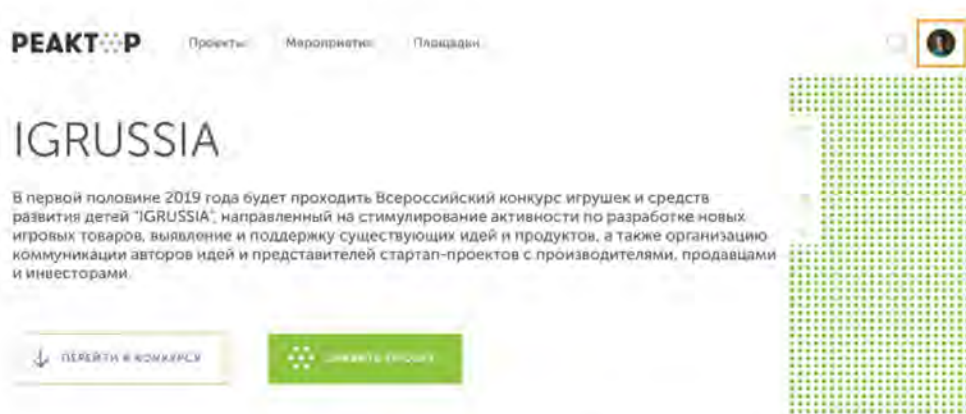 РЕАКТОР Проекты Мероприятия Площадки
IGRUSSIA
В первой половине 2019 года будет проходить Всероссийский конкурс игрушек и средств
развития детей "IGRUSSIA", направленный на стимулирование активности по разработке новых
игровых товаров, выявление и поддержку существующих идей и продуктов, а также организацию
коммуникации авторов идей и представителей стартап-проектов с производителями, продавцами
и инвесторами.
ПЕРЕЙТИ К КОНКУРСУ